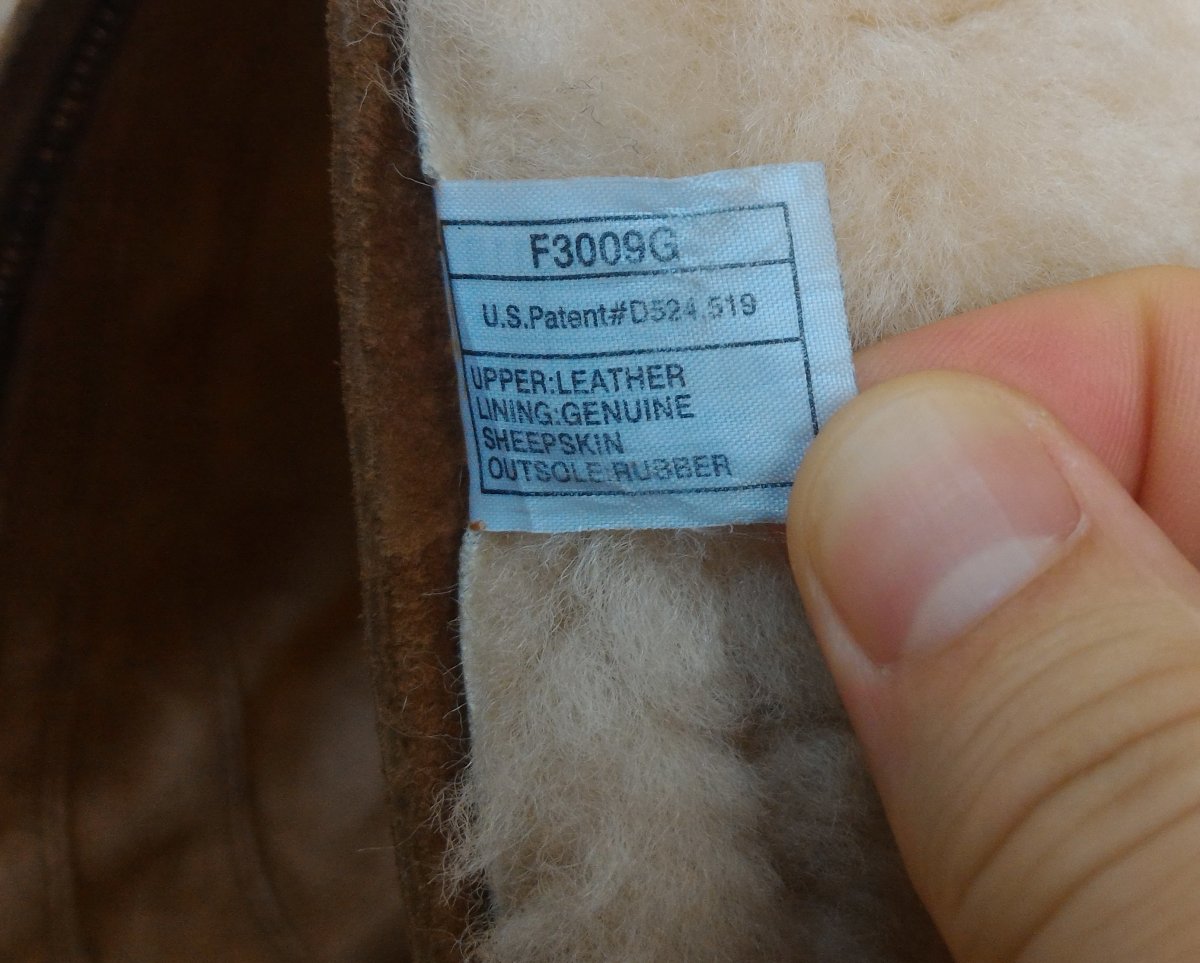 F3009G
U.S.Patent#D524,519
UPPER:LEATHER
LINING:GENUINE
SHEEPSKIN
OUTSOLE:RUBBER